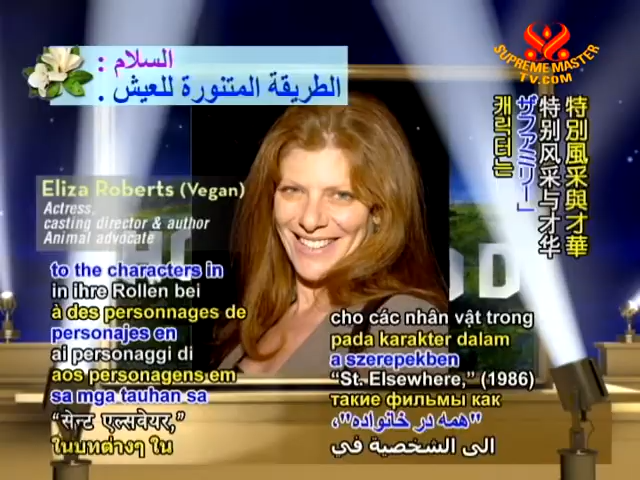 السلام :
الطريقة المتنورة للعيش .
SUPREME MASTER
TV.COM
特別風采與才華
特别风采与才华
ザファミリー」
캐릭터는
Eliza Roberts (Vegan)
Actress,
casting director & author
Animal advocate
to the characters in
in ihre Rollen bei
à des personnages de
personajes en
ai personaggi di
aos personagens em
sa mga tauhan sa
"सेन्ट एल्सवेयर,"
ในบทต่างๆ ใน
cho các nhân vật trong
pada karakter dalam
a szerepekben
“St. Elsewhere,” (1986)
такие фильмы как
"همه در خانواده"،
الى الشخصية في